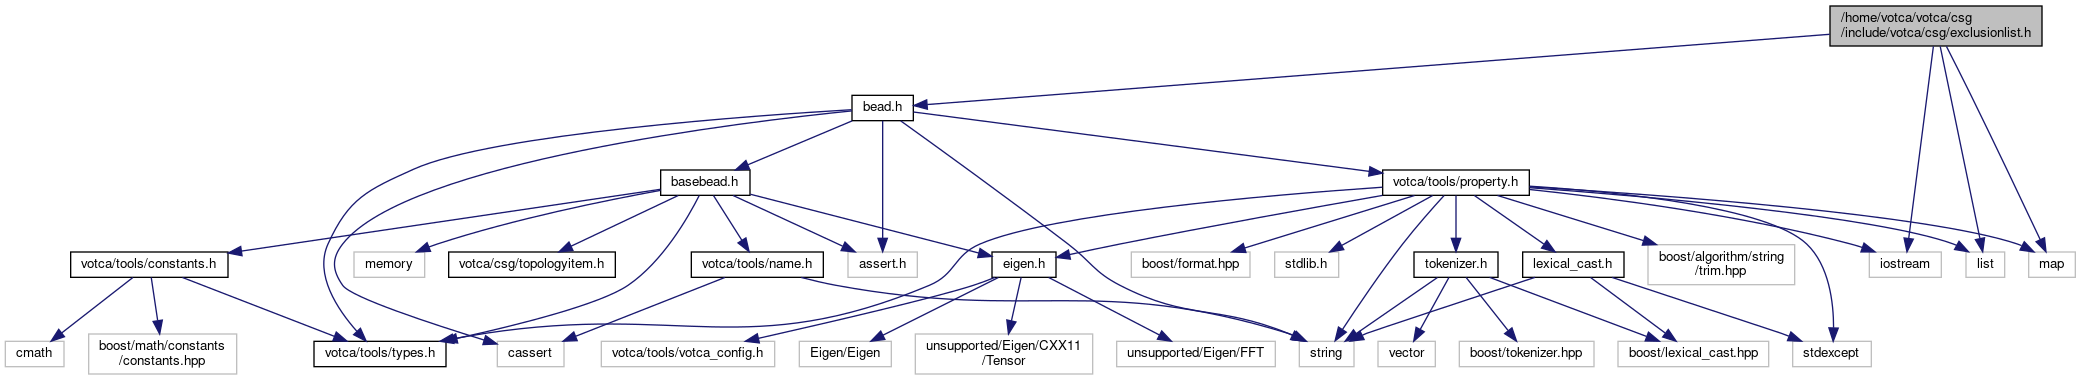 /home/votca/votca/csg
/include/votca/csg/exclusionlist.h
bead.h
basebead.h
votca/tools/property.h
votca/tools/constants.h
memory
votca/csg/topologyitem.h
votca/tools/name.h
assert.h
eigen.h
boost/format.hpp
stdlib.h
tokenizer.h
lexical_cast.h
boost/algorithm/string
/trim.hpp
iostream
list
map
cmath
boost/math/constants
/constants.hpp
votca/tools/types.h
cassert
votca/tools/votca_config.h
Eigen/Eigen
unsupported/Eigen/CXX11
/Tensor
unsupported/Eigen/FFT
string
vector
boost/tokenizer.hpp
boost/lexical_cast.hpp
stdexcept